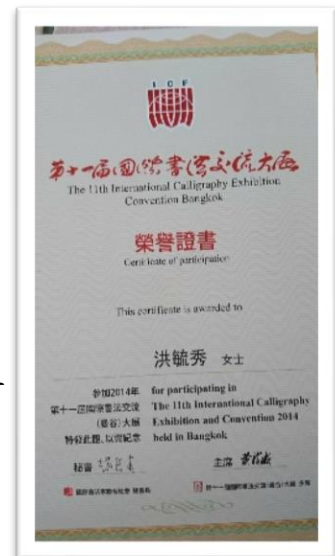 ICE
第十一屆國際書法交流大展
The 11th International Calligraphy Exhibition
Convention Bangkok
榮譽證書
Certificate of participation
This certificate is awarded to
洪毓秀 女士
參加2014年 for participating in
第十一屆國際書法交流 The 11th International Calligraphy
(曼谷)大展 Exhibition and Convention 2014
特發此證、以資紀念 held in Bangkok
秘書
主席